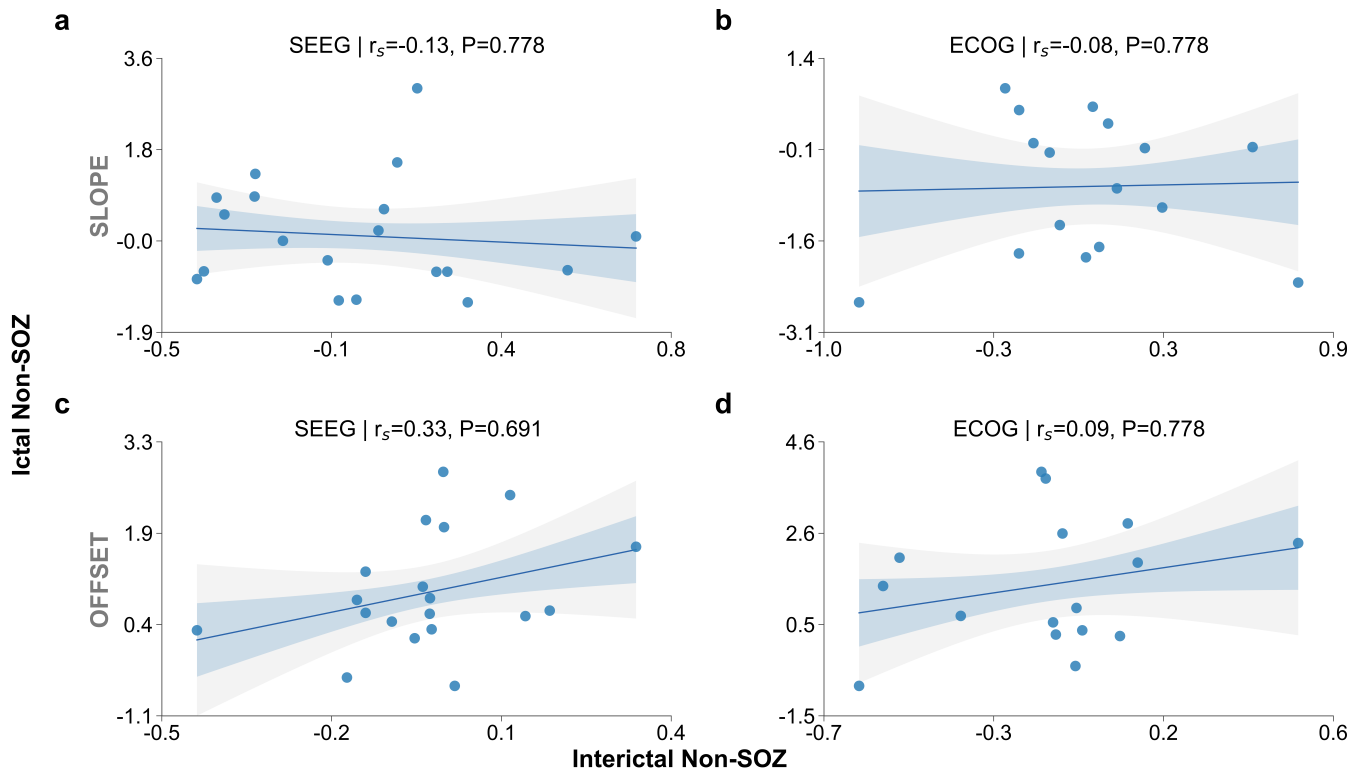 a
SEEG | rs=-0.13, P=0.778
3.6
1.8
-0.0
-1.9
-0.5
-0.1
0.4
0.8
SLOPE
b
ECOG | rs=-0.08, P=0.778
1.4
-0.1
-1.6
-3.1
-1.0
-0.3
0.3
0.9
Ictal Non-SOZ
c
SEEG | rs=0.33, P=0.691
3.3
1.9
0.4
-1.1
-0.5
-0.1
0.1
0.4
OFFSET
d
ECOG | rs=0.09, P=0.778
4.6
2.6
0.5
-1.5
-0.7
-0.3
0.2
0.6
Interictal Non-SOZ